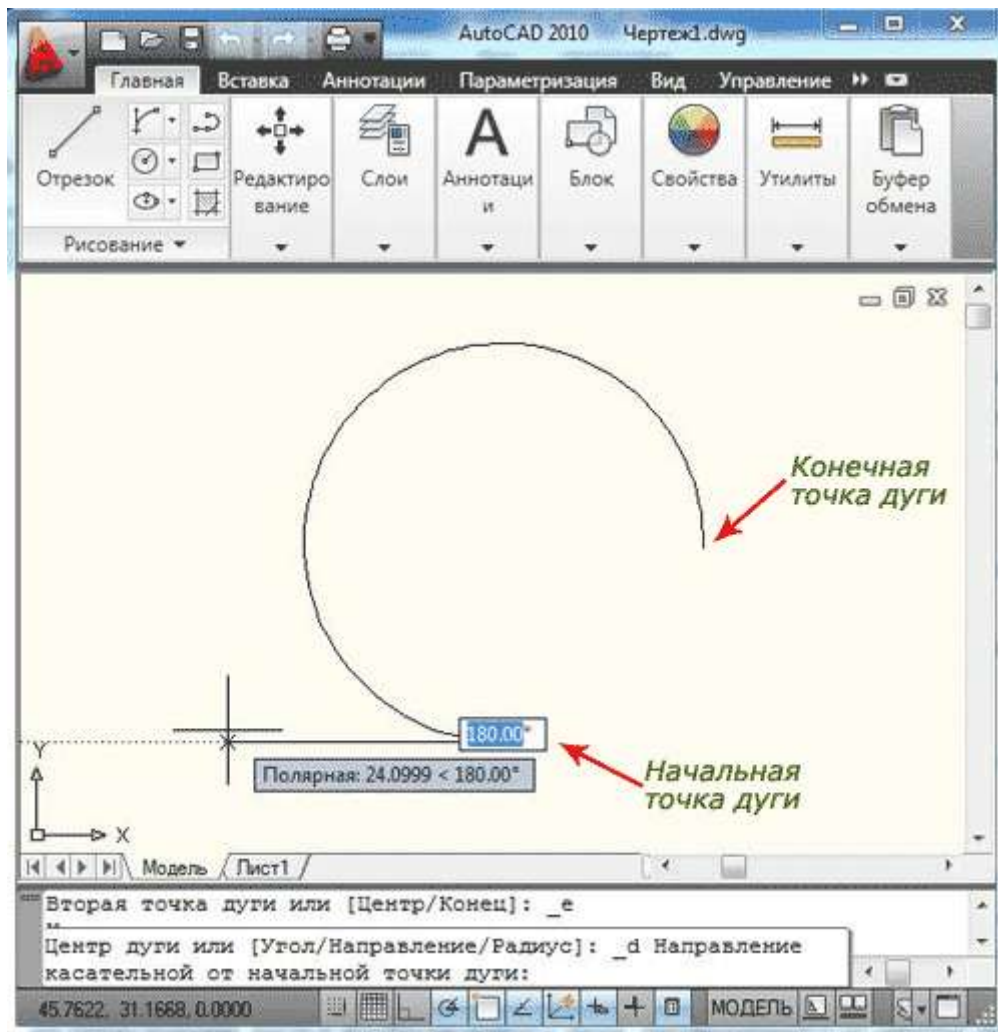 AutoCAD 2010 Чертеж1.dwg
Главная Вставка Аннотации Параметризация Вид Управление
Отрезок
Редактиро
вание
Слои
Аннотаци
и
Блок
Свойства
Утилиты
Буфер
обмена
Рисование
Конечная
точка дуги
180.00°
Полярная: 24.0999 < 180.00°
Начальная
точка дуги
Y
X
Модель Лист1
Вторая точка дуги или [Центр/Конец]: _e
Центр дуги или [Угол/Направление/Радиус]: _d Направление
касательной от начальной точки дуги:
45.7622, 31.1668, 0.0000 МОДЕЛЬ